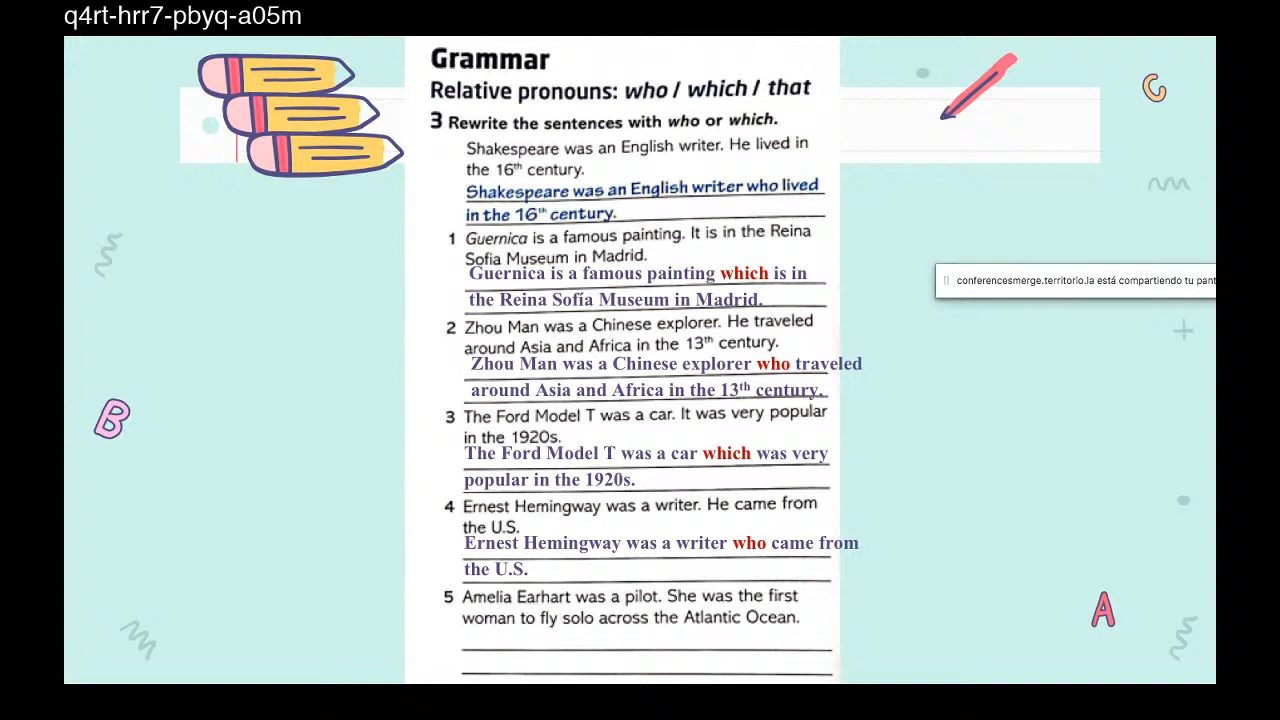 q4rt-hrr7-pbyq-a05m
Grammar
Relative pronouns: who / which / that
3 Rewrite the sentences with who or which.
Shakespeare was an English writer. He lived in
the 16th century.
Shakespeare was an English writer who lived
in the 16th century.
1 Guernica is a famous painting. It is in the Reina
Sofia Museum in Madrid.
Guernica is a famous painting which is in
the Reina Sofía Museum in Madrid.
2 Zhou Man was a Chinese explorer. He traveled
around Asia and Africa in the 13th century.
Zhou Man was a Chinese explorer who traveled
around Asia and Africa in the 13th century.
3 The Ford Model T was a car. It was very popular
in the 1920s.
The Ford Model T was a car which was very
popular in the 1920s.
4 Ernest Hemingway was a writer. He came from
the U.S.
Ernest Hemingway was a writer who came from
the U.S.
5 Amelia Earhart was a pilot. She was the first
woman to fly solo across the Atlantic Ocean.
conferencesmerge.territorio.la está compartiendo tu pant
C
B
A